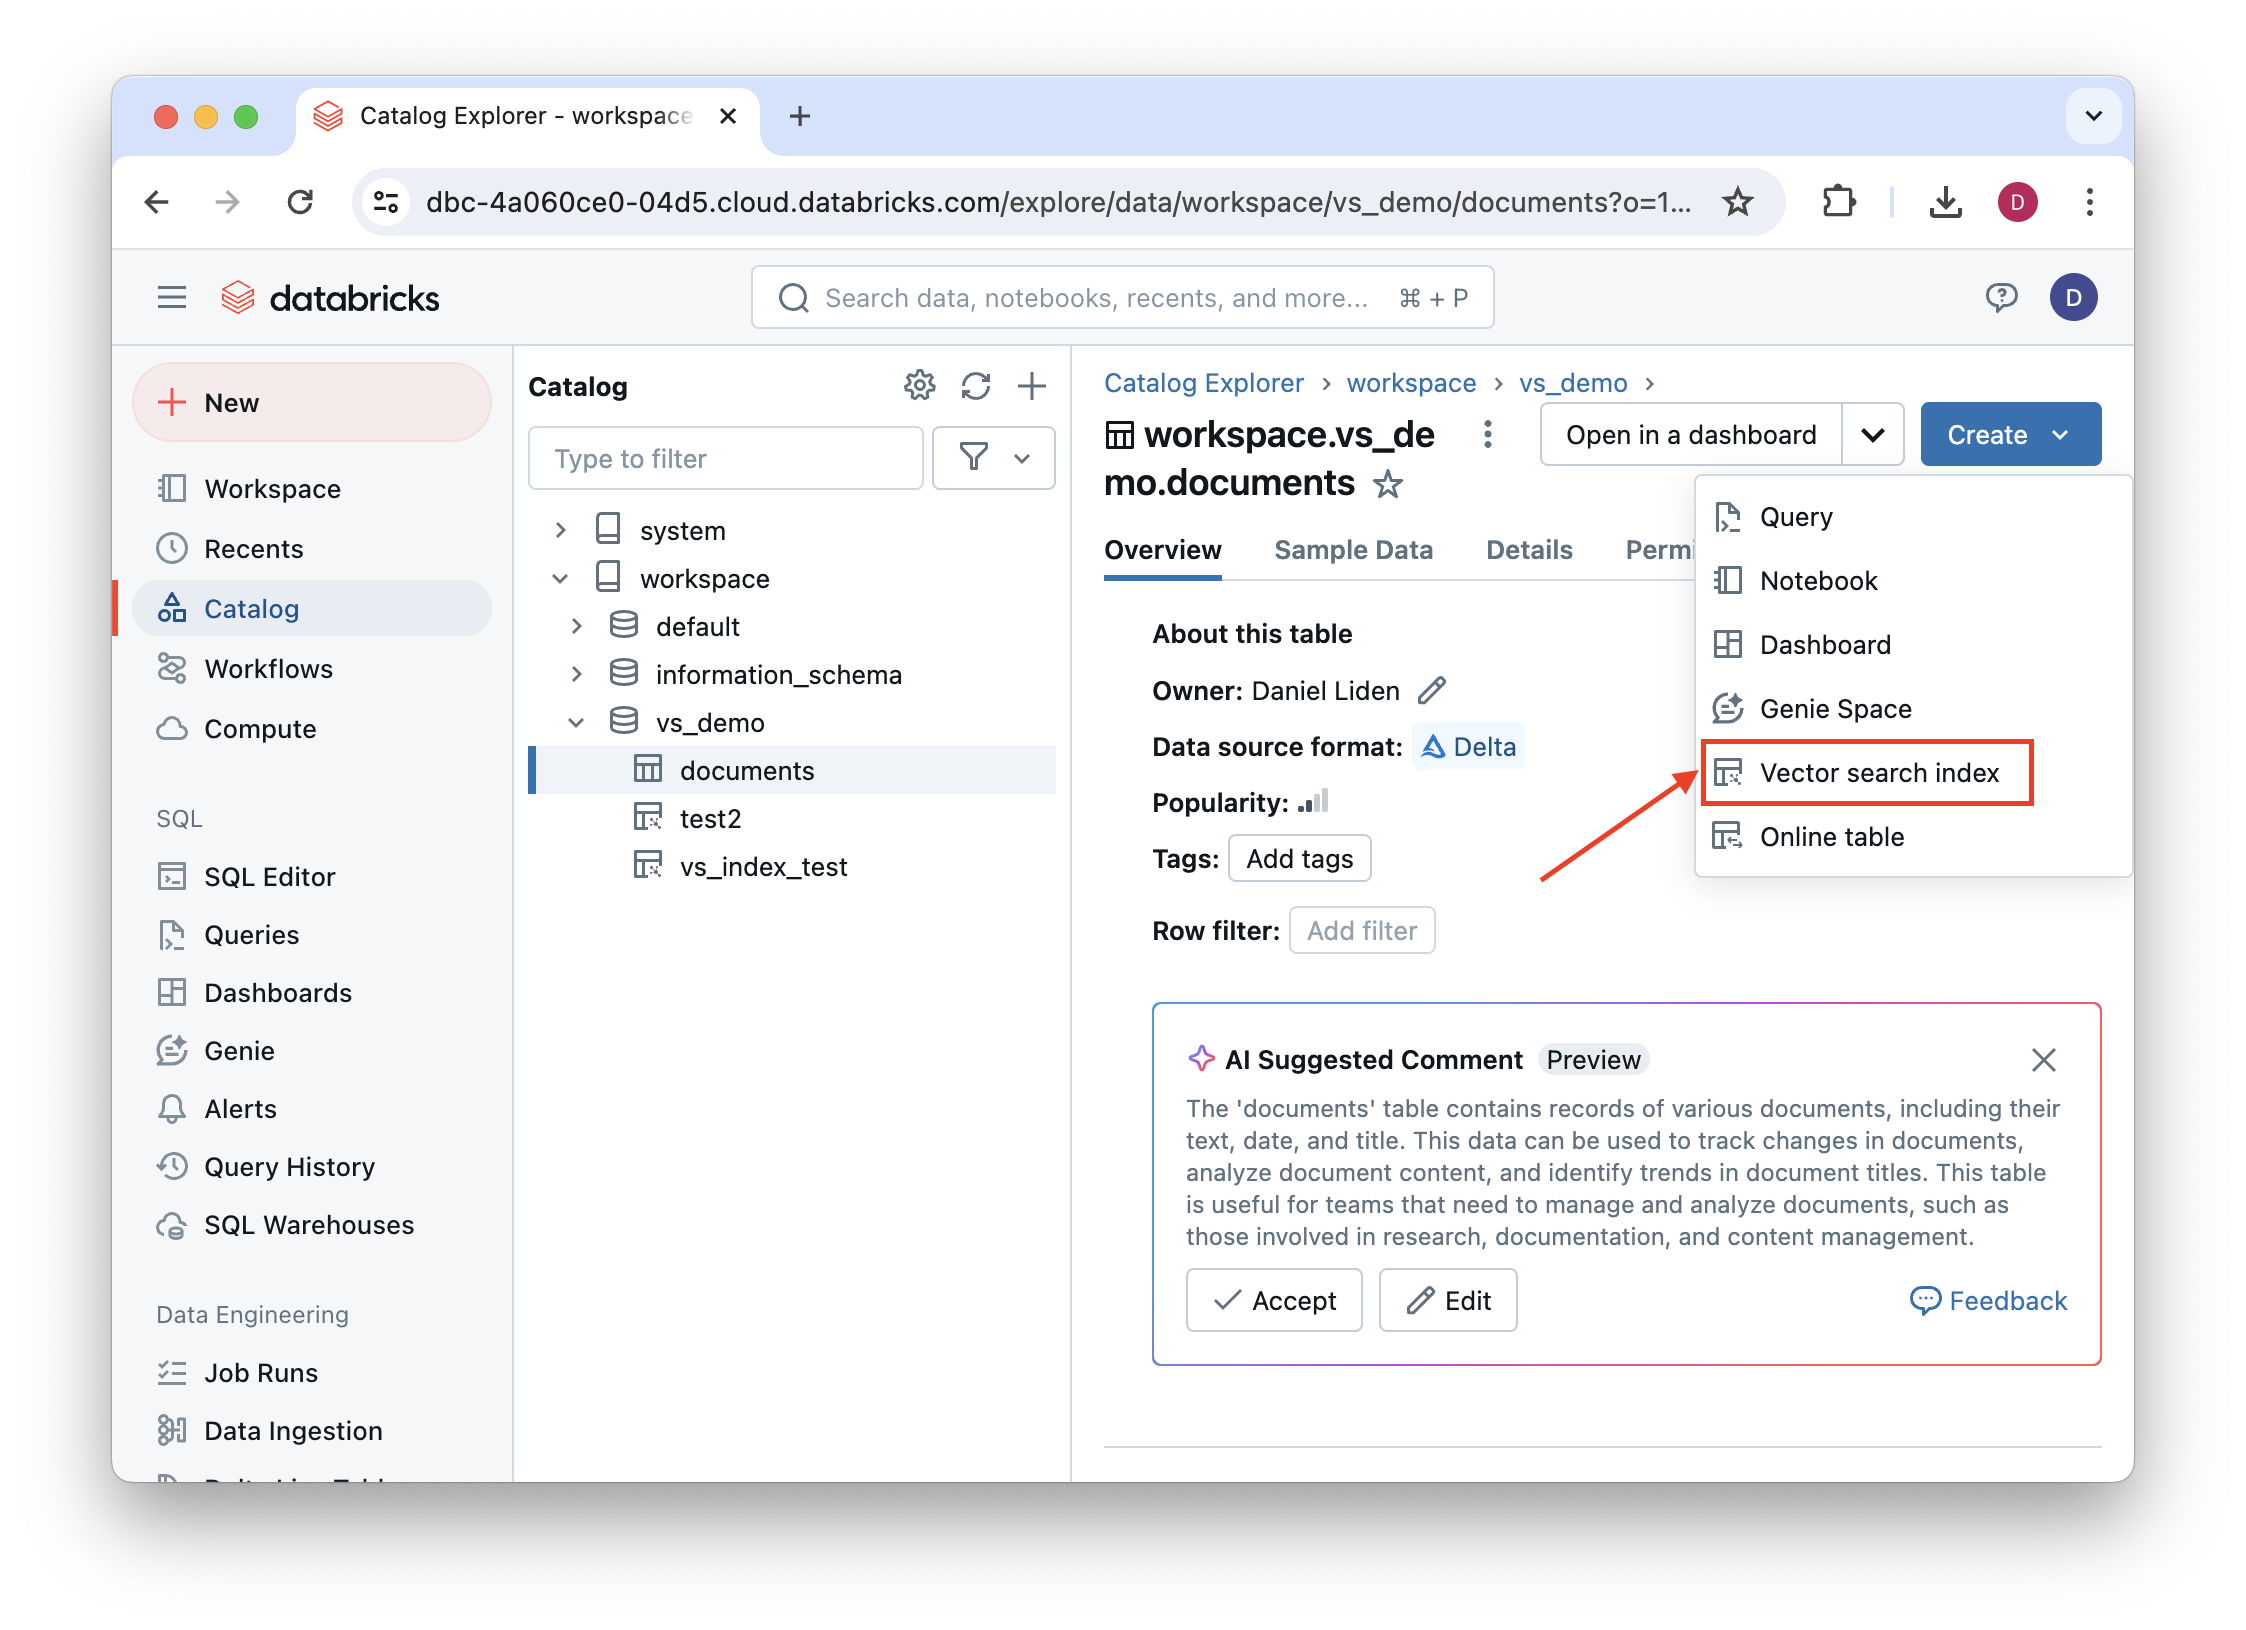 Catalog Explorer - workspace
dbc-4a060ce0-04d5.cloud.databricks.com/explore/data/workspace/vs_demo/documents?o=1...
D
databricks
Search data, notebooks, recents, and more... ⌘ + P
D
New
Workspace
Recents
Catalog
Workflows
Compute
SQL
SQL Editor
Queries
Dashboards
Genie
Alerts
Query History
SQL Warehouses
Data Engineering
Job Runs
Data Ingestion
Catalog
Type to filter
system
workspace
default
information_schema
vs_demo
documents
test2
vs_index_test
Catalog Explorer > workspace > vs_demo >
workspace.vs_de
mo.documents
Open in a dashboard
Create
Query
Notebook
Dashboard
Genie Space
Vector search index
Online table
Overview Sample Data Details Permi
About this table
Owner: Daniel Liden
Data source format: Delta
Popularity:
Tags: Add tags
Row filter: Add filter
AI Suggested Comment Preview
The 'documents' table contains records of various documents, including their
text, date, and title. This data can be used to track changes in documents,
analyze document content, and identify trends in document titles. This table
is useful for teams that need to manage and analyze documents, such as
those involved in research, documentation, and content management.
Accept Edit Feedback